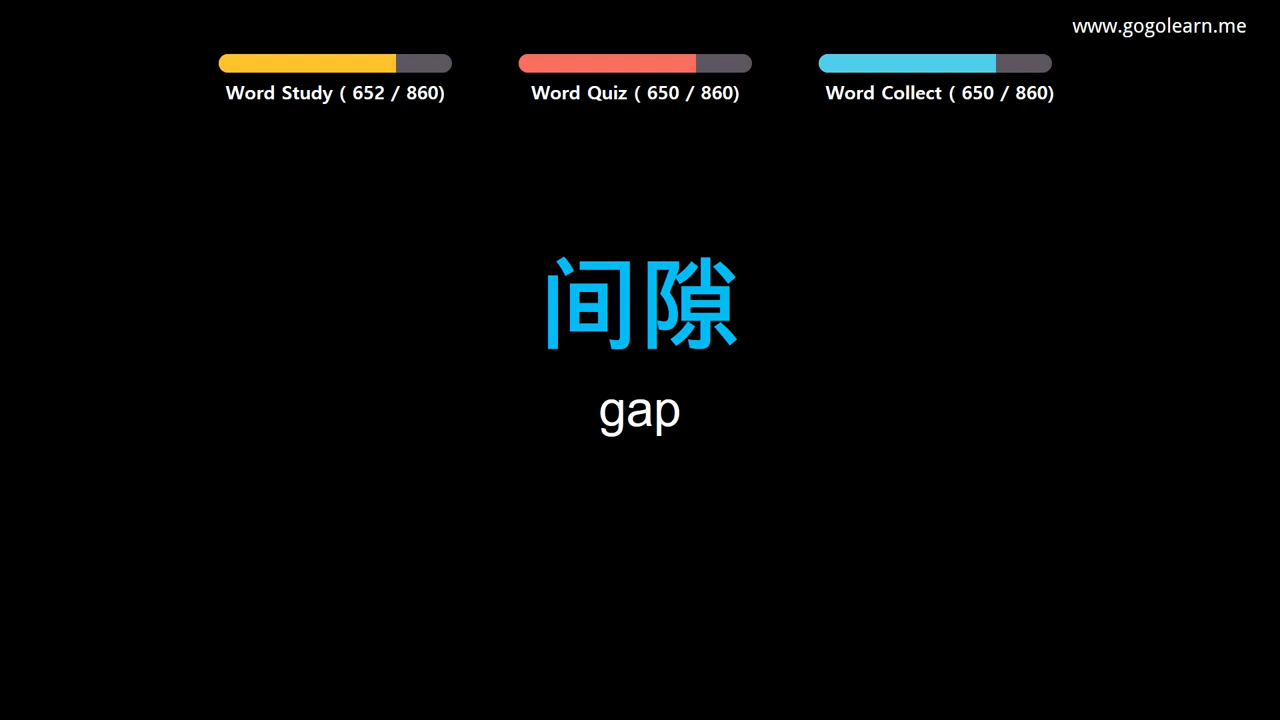 www.gogolearn.me
Word Study ( 652 / 860)
Word Quiz ( 650 / 860)
Word Collect ( 650 / 860)
间隙
gap